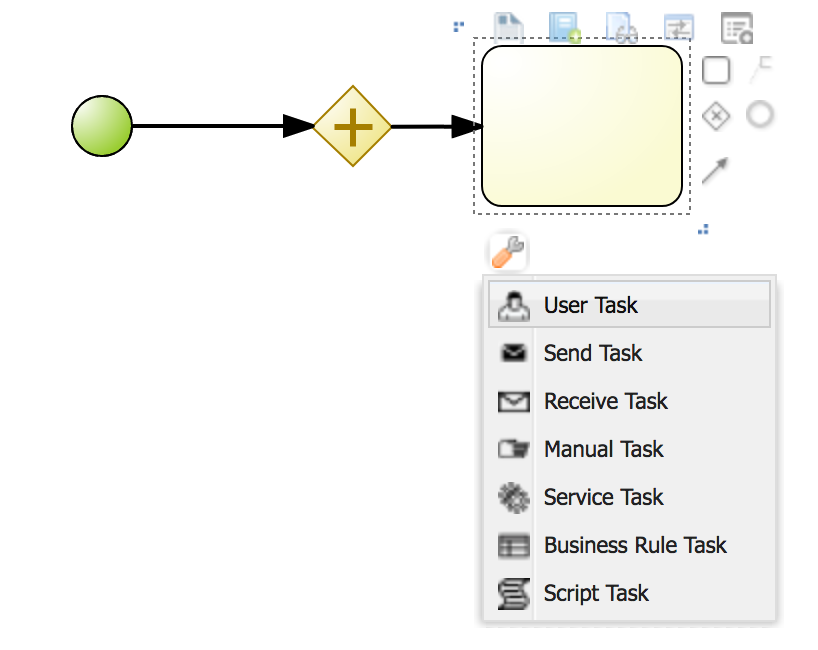 User Task
Send Task
Receive Task
Manual Task
Service Task
Business Rule Task
Script Task